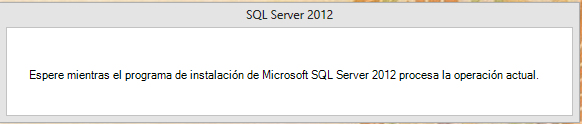 SQL Server 2012
Espere mientras el programa de instalación de Microsoft SQL Server 2012 procesa la operación actual.